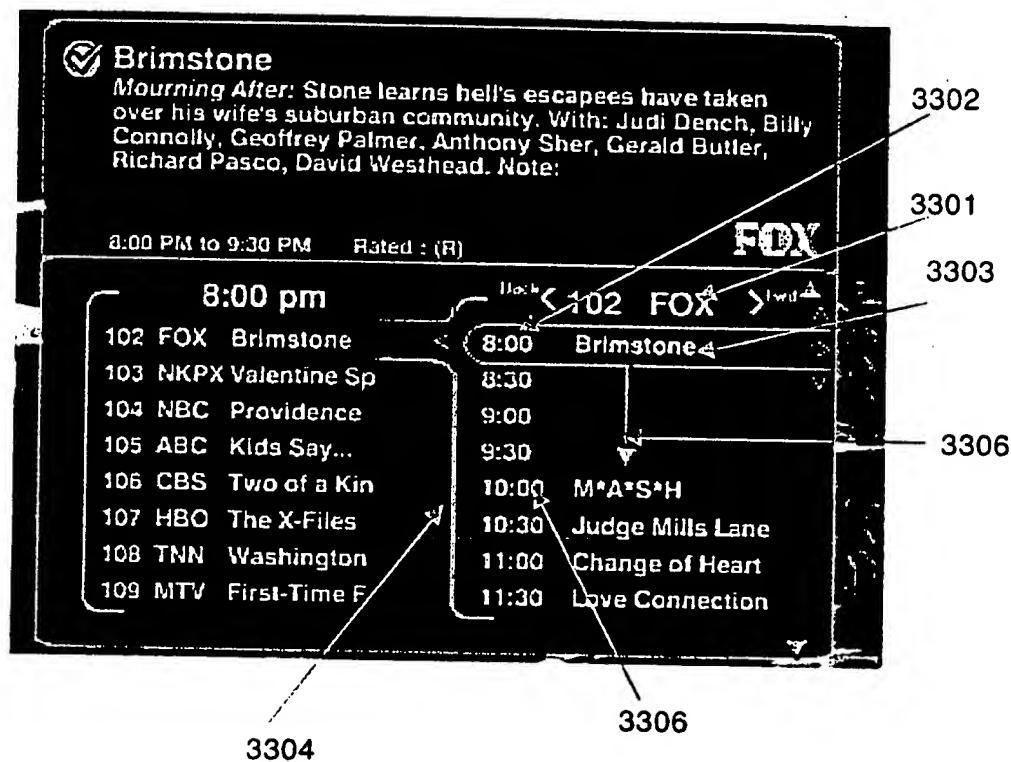 Brimstone
Mourning After: Stone learns hell's escapees have taken
over his wife's suburban community. With: Judi Dench, Billy
Connolly, Geoffrey Palmer, Anthony Sher, Gerald Butler,
Richard Pasco, David Westhead. Note:
8:00 PM to 9:30 PM Rated : (R)
FOX
8:00 pm
102 FOX Brimstone
103 NKPX Valentine Sp
104 NBC Providence
105 ABC Kids Say...
106 CBS Two of a Kin
107 HBO The X-Files
108 TNN Washington
109 MTV First-Time F
Back < 102 FOX > Fwd
8:00 Brimstone
8:30
9:00
9:30
10:00 M*A*S*H
10:30 Judge Mills Lane
11:00 Change of Heart
11:30 Love Connection
3302
3301
3303
3306
3306
3304